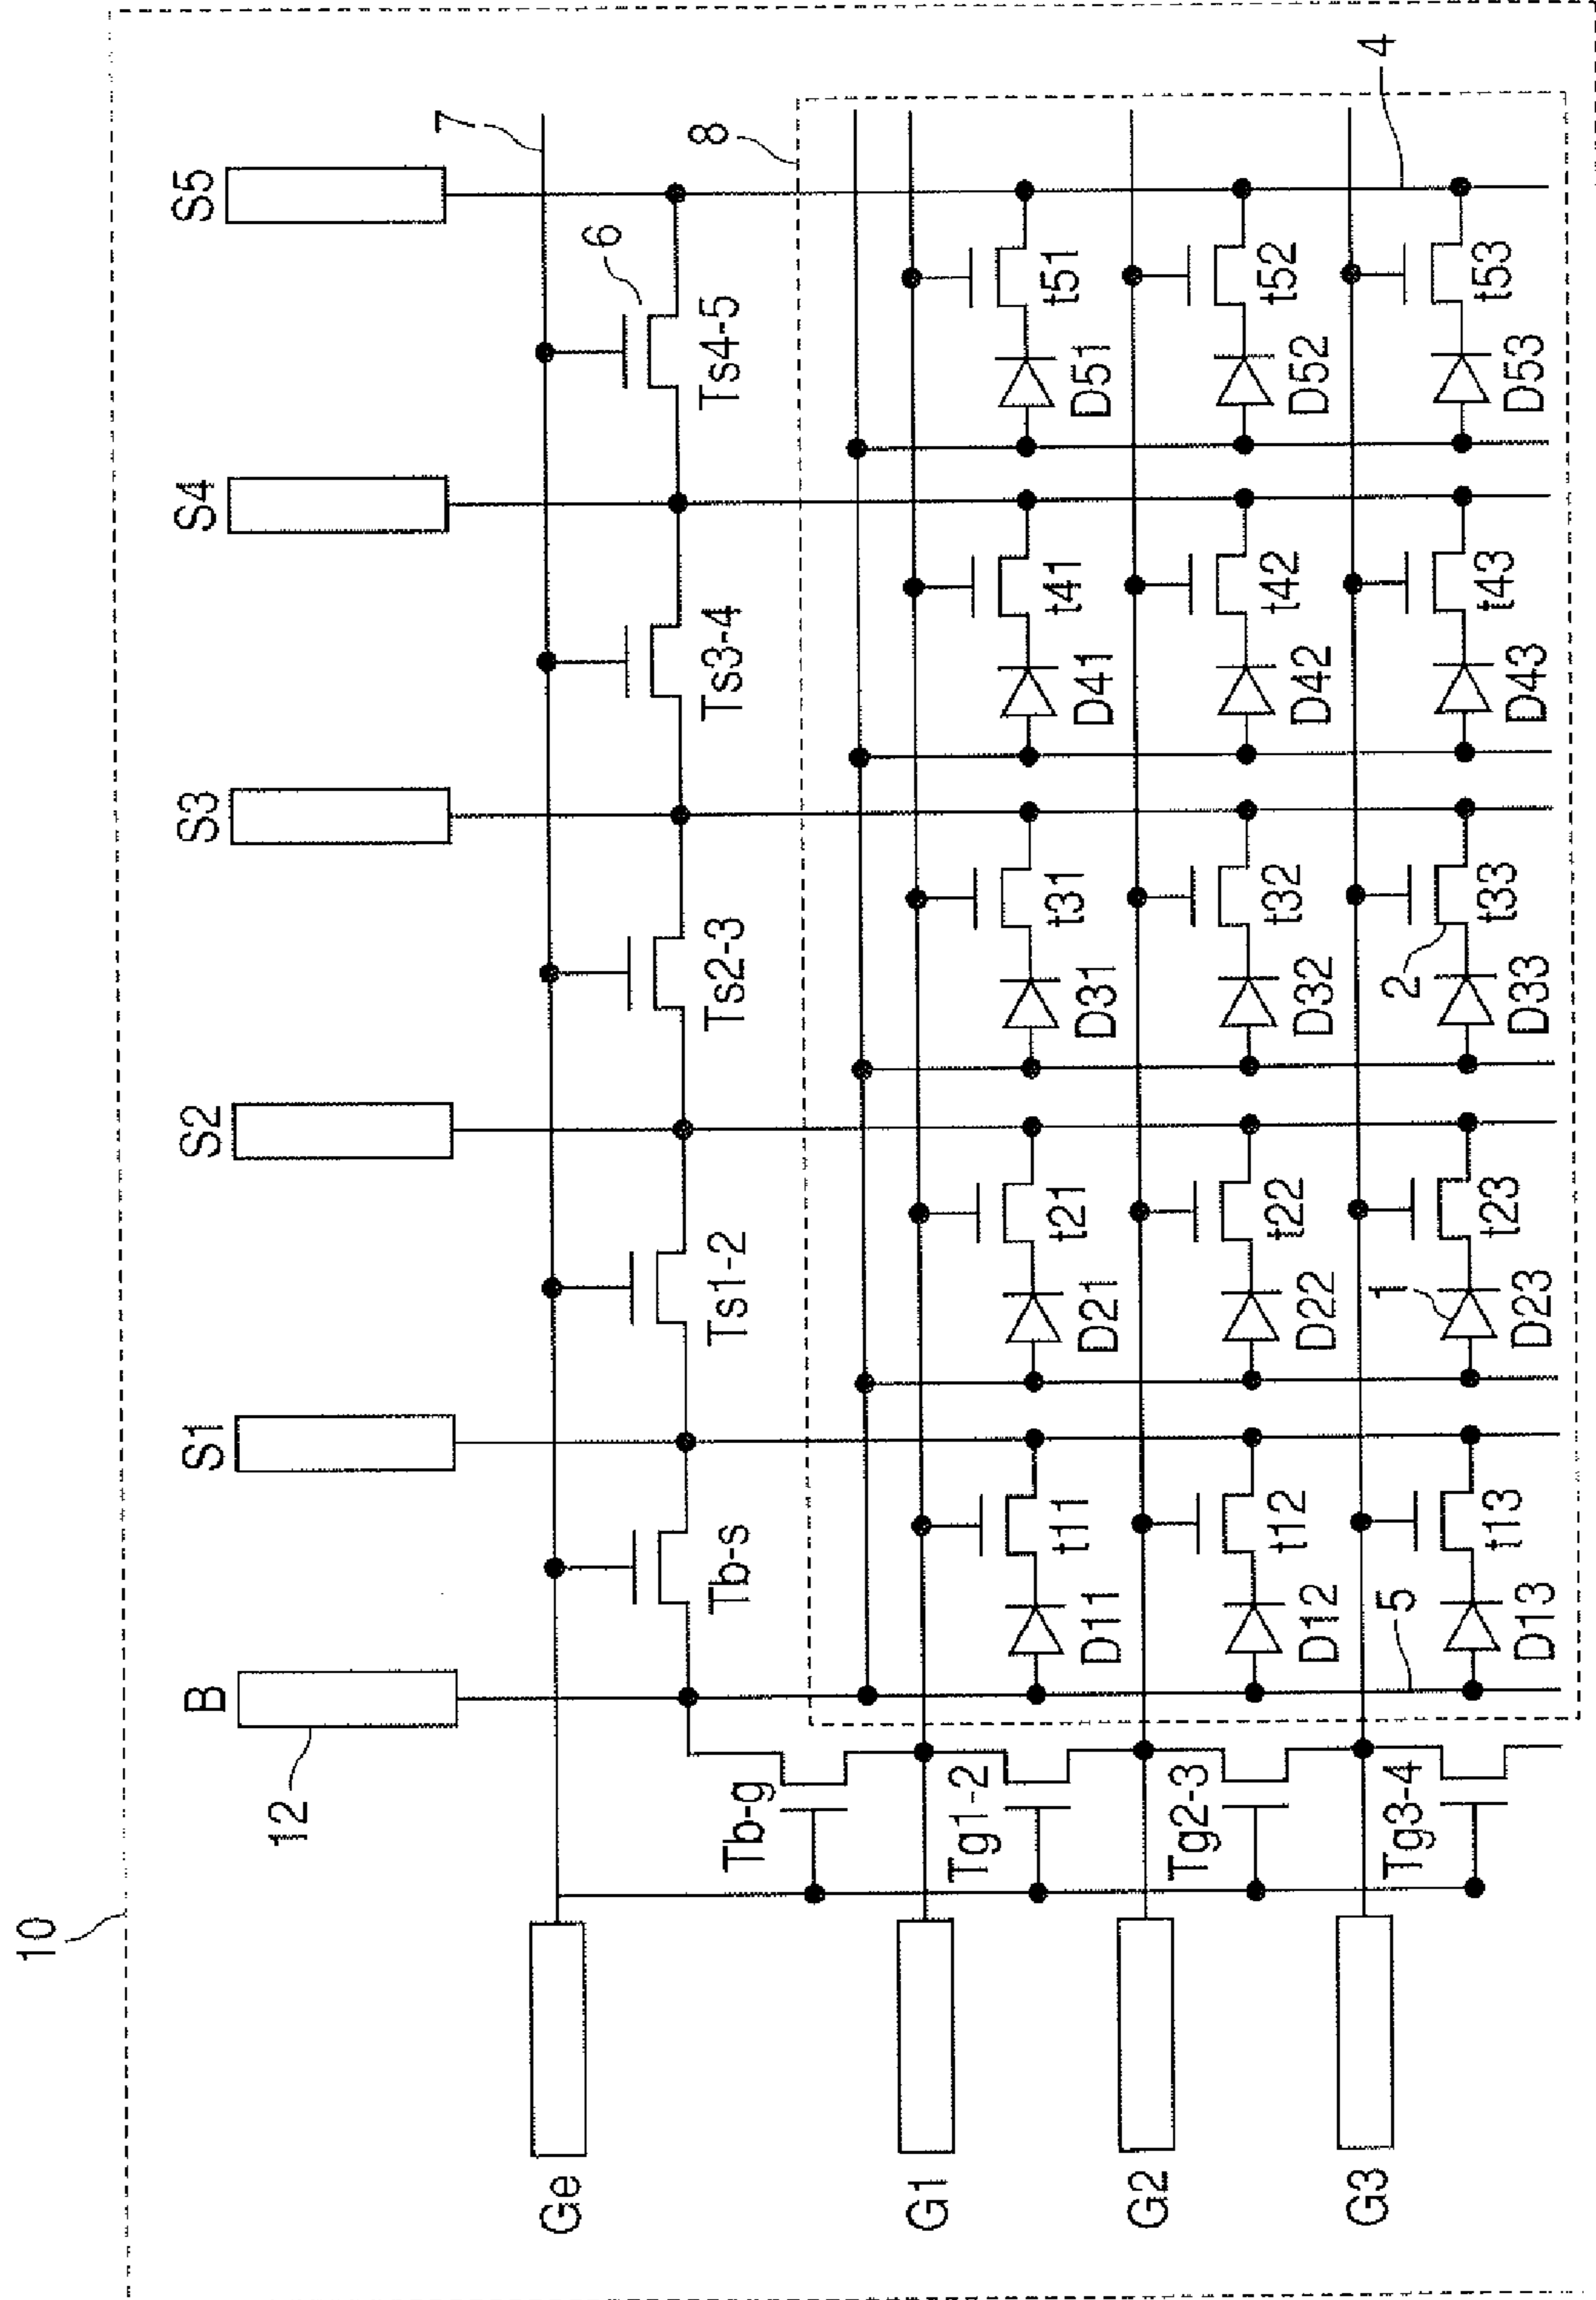 10
12
B
S1
S2
S3
S4
S5
7
Ge
Tb-s
Ts1-2
Ts2-3
Ts3-4
Ts4-5
6
8
Tb-g
G1
Tg1-2
D11
t11
D21
t21
D31
t31
D41
t41
D51
t51
G2
Tg2-3
D12
t12
D22
t22
D32
t32
D42
t42
D52
t52
4
G3
Tg3-4
5
1
2
D13
t13
D23
t23
D33
t33
D43
t43
D53
t53